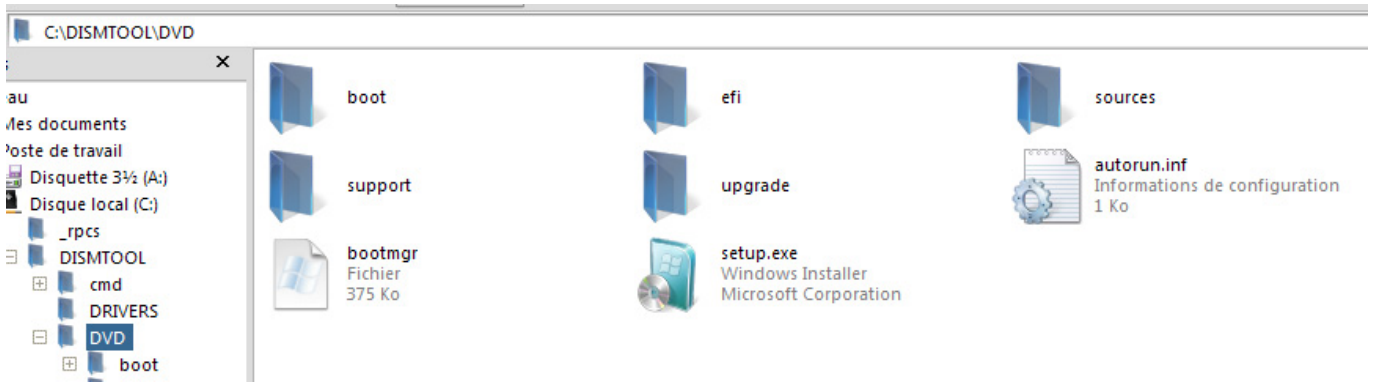 C:\DISMTOOL\DVD
boot
efi
sources
support
upgrade
autorun.inf
Informations de configuration
1 Ko
bootmgr
Fichier
375 Ko
setup.exe
Windows Installer
Microsoft Corporation
Mes documents
Poste de travail
Disquette 3½ (A:)
Disque local (C:)
_rpcs
DISMTOOL
cmd
DRIVERS
DVD
boot